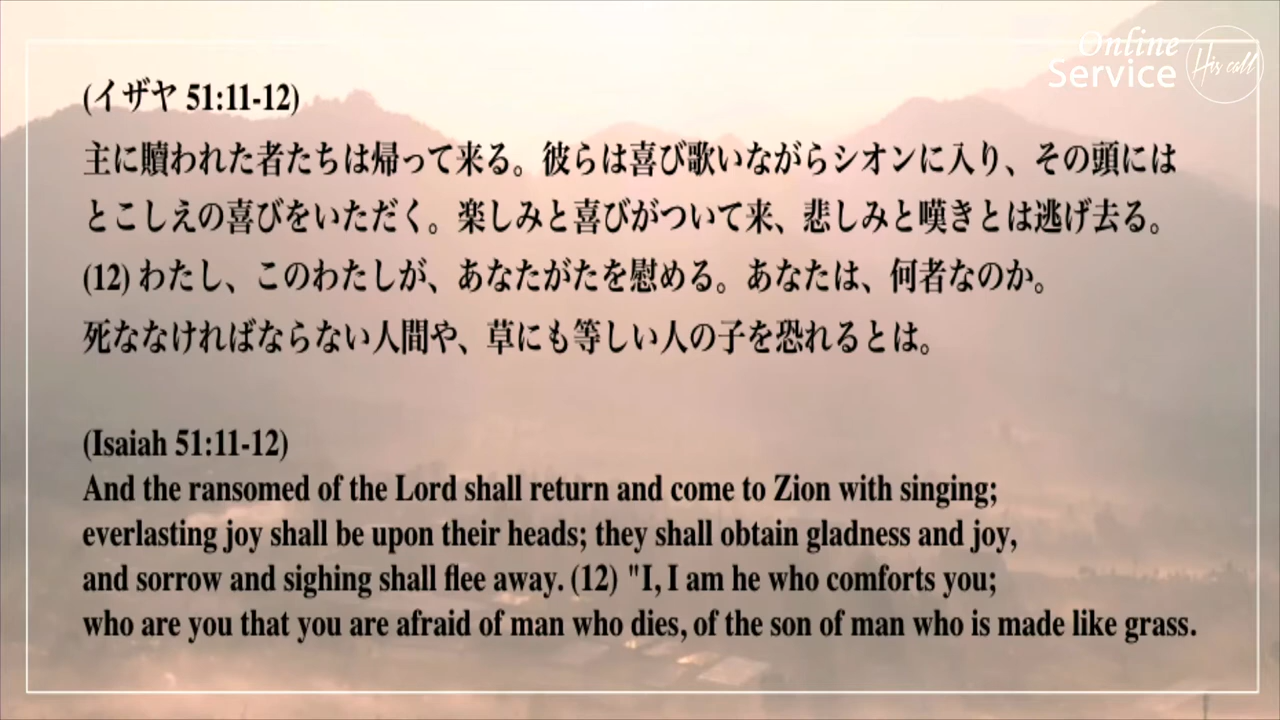 Online
Service
His call
(イザヤ 51:11-12)
主に贖われた者たちは帰って来る。彼らは喜び歌いながらシオンに入り、その頭には
とこしえの喜びをいただく。楽しみと喜びがついて来、悲しみと嘆きとは逃げ去る。
(12) わたし、このわたしが、あなたがたを慰める。あなたは、何者なのか。
死ななければならない人間や、草にも等しい人の子を恐れるとは。
(Isaiah 51:11-12)
And the ransomed of the Lord shall return and come to Zion with singing;
everlasting joy shall be upon their heads; they shall obtain gladness and joy,
and sorrow and sighing shall flee away. (12) "I, I am he who comforts you;
who are you that you are afraid of man who dies, of the son of man who is made like grass.